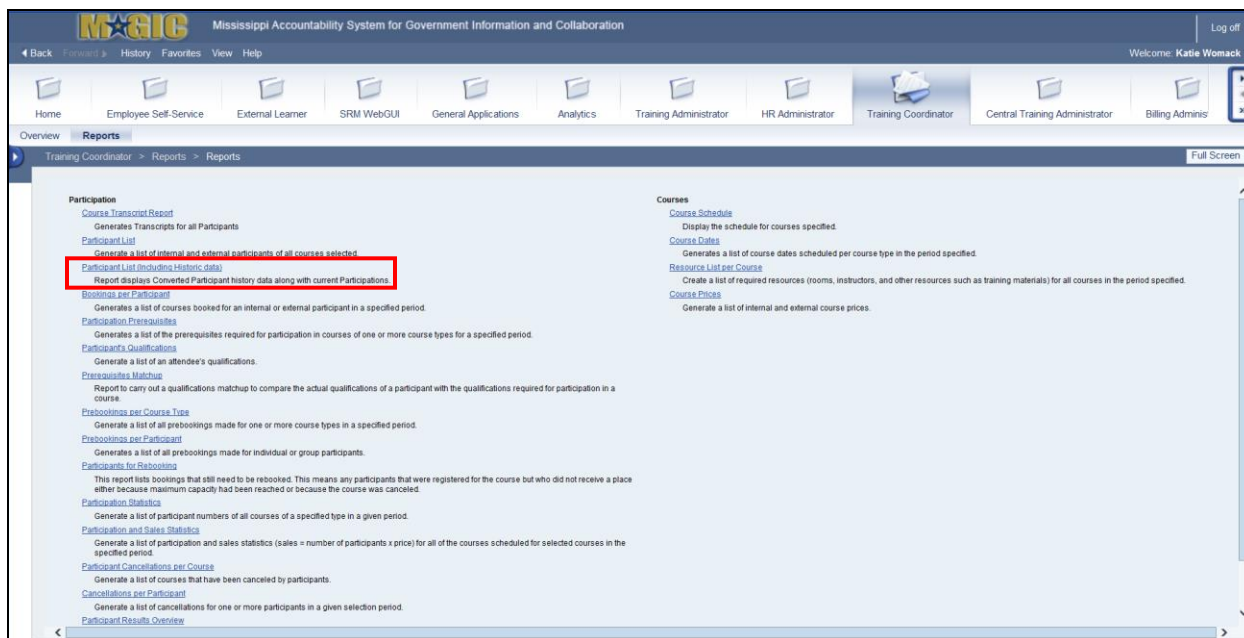 MAGIC
Mississippi Accountability System for Government Information and Collaboration
Log off
Back Forward History Favorites View Help
Welcome: Katie Womack
Home Employee Self-Service External Learner SRM WebGUI General Applications Analytics Training Administrator HR Administrator Training Coordinator Central Training Administrator Billing Adminis
Overview Reports
Training Coordinator > Reports > Reports
Full Screen
Participation
Course Transcript Report
Generates Transcripts for all Partcipants
Participant List
Generate a list of internal and external participants of all courses selected.
Participant List (Including Historic data)
Report displays Converted Participant history data along with current Participations.
Bookings per Participant
Generates a list of courses booked for an internal or external participant in a specified period.
Participation Prerequisites
Generates a list of the prerequisites required for participation in courses of one or more course types for a specified period.
Participant's Qualifications
Generate a list of an attendee's qualifications.
Prerequisites Matchup
Report to carry out a qualifications matchup to compare the actual qualifications of a participant with the qualifications required for participation in a
course.
Prebookings per Course Type
Generate a list of all prebookings made for one or more course types in a specified period.
Prebookings per Participant
Generates a list of all prebookings made for individual or group participants.
Participants for Rebooking
This report lists bookings that still need to be rebooked. This means any participants that were registered for the course but who did not receive a place
either because maximum capacity had been reached or because the course was canceled.
Participation Statistics
Generate a list of participant numbers of all courses of a specified type in a given period.
Participation and Sales Statistics
Generate a list of participation and sales statistics (sales = number of participants x price) for all of the courses scheduled for selected courses in the
specified period.
Participant Cancellations per Course
Generate a list of courses that have been canceled by participants.
Cancellations per Participant
Generate a list of cancellations for one or more participants in a given selection period.
Participant Results Overview
Courses
Course Schedule
Display the schedule for courses specified.
Course Dates
Generates a list of course dates scheduled per course type in the period specified.
Resource List per Course
Create a list of required resources (rooms, instructors, and other resources such as training materials) for all courses in the period specified.
Course Prices
Generate a list of internal and external course prices.